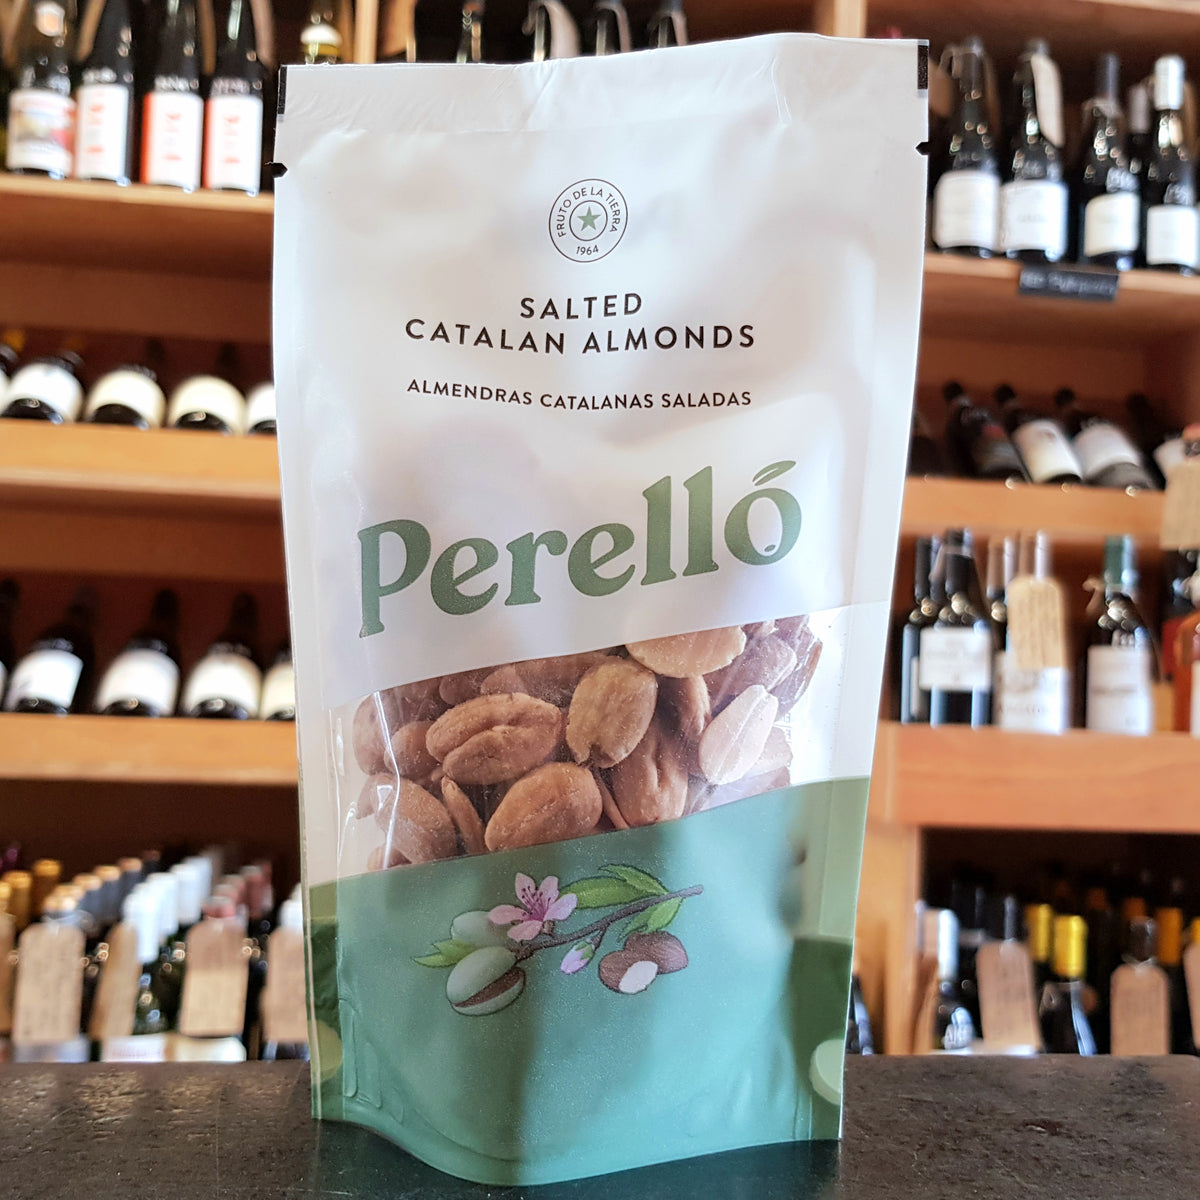 FRUTO DE LA TIERRA
1964
SALTED
CATALAN ALMONDS
ALMENDRAS CATALANAS SALADAS
Perelló